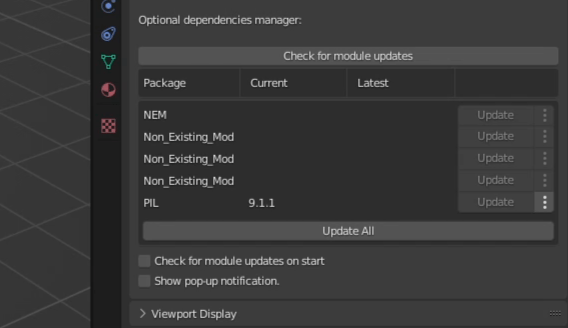 Optional dependencies manager:
Check for module updates
Package Current Latest
NEM Update
Non_Existing_Mod Update
Non_Existing_Mod Update
Non_Existing_Mod Update
PIL 9.1.1 Update
Update All
Check for module updates on start
Show pop-up notification.
Viewport Display